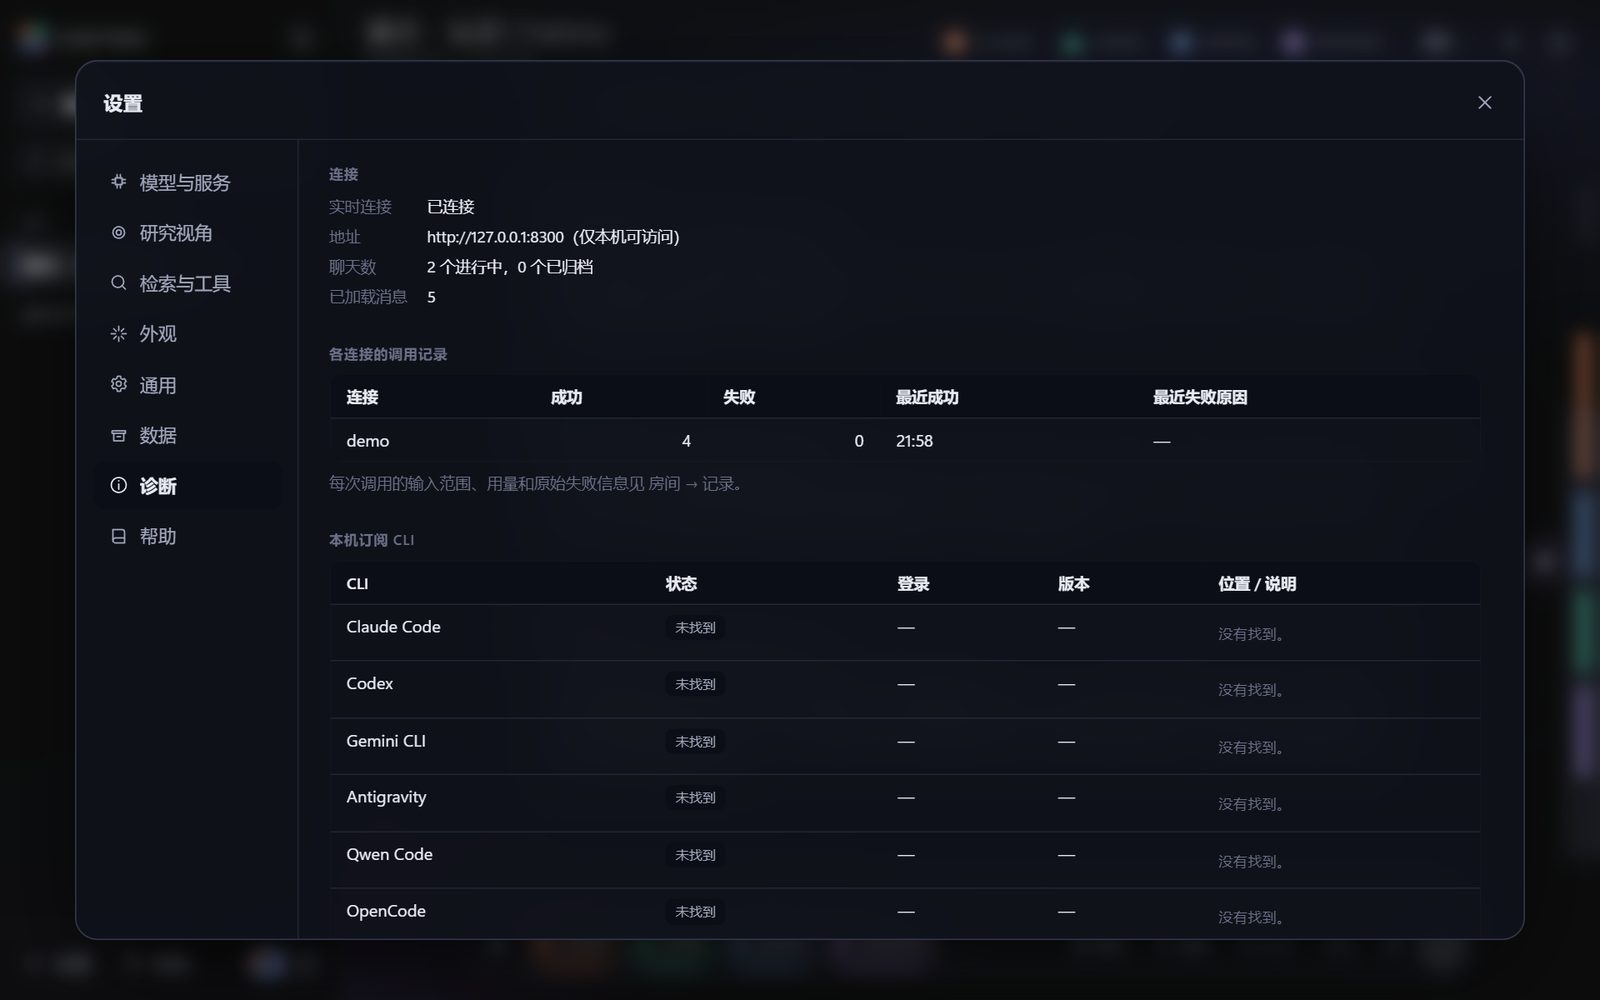 设置
模型与服务
研究视角
检索与工具
外观
通用
数据
诊断
帮助
连接
实时连接 已连接
地址 http://127.0.0.1:8300（仅本机可访问）
聊天数 2 个进行中，0 个已归档
已加载消息 5
各连接的调用记录
连接 成功 失败 最近成功 最近失败原因
demo 4 0 21:58 —
每次调用的输入范围、用量和原始失败信息见 房间 → 记录。
本机订阅 CLI
CLI 状态 登录 版本 位置 / 说明
Claude Code 未找到 — — 没有找到。
Codex 未找到 — — 没有找到。
Gemini CLI 未找到 — — 没有找到。
Antigravity 未找到 — — 没有找到。
Qwen Code 未找到 — — 没有找到。
OpenCode 未找到 — — 没有找到。